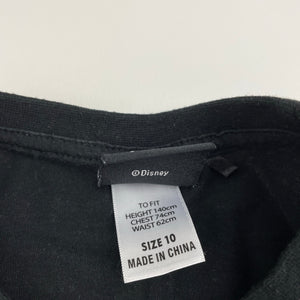 ©Disney
TO FIT
HEIGHT 140cm
CHEST 74cm
WAIST 62cm
SIZE 10
MADE IN CHINA